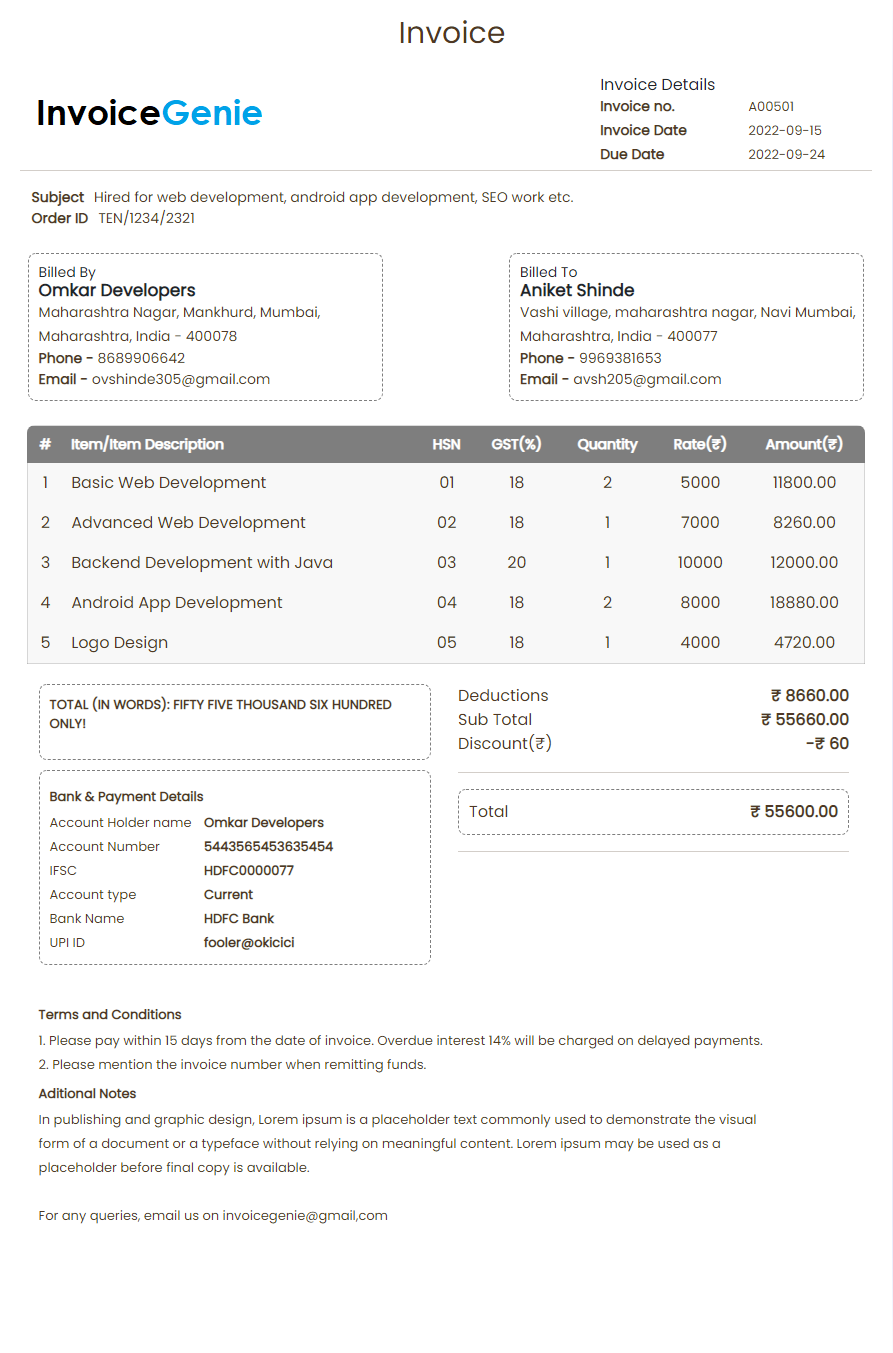 Invoice
InvoiceGenie
Invoice Details
Invoice no. A00501
Invoice Date 2022-09-15
Due Date 2022-09-24
Subject Hired for web development, android app development, SEO work etc.
Order ID TEN/1234/2321
Billed By
Omkar Developers
Maharashtra Nagar, Mankhurd, Mumbai,
Maharashtra, India - 400078
Phone - 8689906642
Email - ovshinde305@gmail.com
Billed To
Aniket Shinde
Vashi village, maharashtra nagar, Navi Mumbai,
Maharashtra, India - 400077
Phone - 9969381653
Email - avsh205@gmail.com
# Item/Item Description HSN GST(%) Quantity Rate(₹) Amount(₹)
1 Basic Web Development 01 18 2 5000 11800.00
2 Advanced Web Development 02 18 1 7000 8260.00
3 Backend Development with Java 03 20 1 10000 12000.00
4 Android App Development 04 18 2 8000 18880.00
5 Logo Design 05 18 1 4000 4720.00
TOTAL (IN WORDS): FIFTY FIVE THOUSAND SIX HUNDRED
ONLY!
Bank & Payment Details
Account Holder name Omkar Developers
Account Number 5443565453635454
IFSC HDFC0000077
Account type Current
Bank Name HDFC Bank
UPI ID fooler@okicici
Deductions ₹ 8660.00
Sub Total ₹ 55660.00
Discount(₹) -₹ 60
Total ₹ 55600.00
Terms and Conditions
1. Please pay within 15 days from the date of invoice. Overdue interest 14% will be charged on delayed payments.
2. Please mention the invoice number when remitting funds.
Aditional Notes
In publishing and graphic design, Lorem ipsum is a placeholder text commonly used to demonstrate the visual
form of a document or a typeface without relying on meaningful content. Lorem ipsum may be used as a
placeholder before final copy is available.
For any queries, email us on invoicegenie@gmail,com